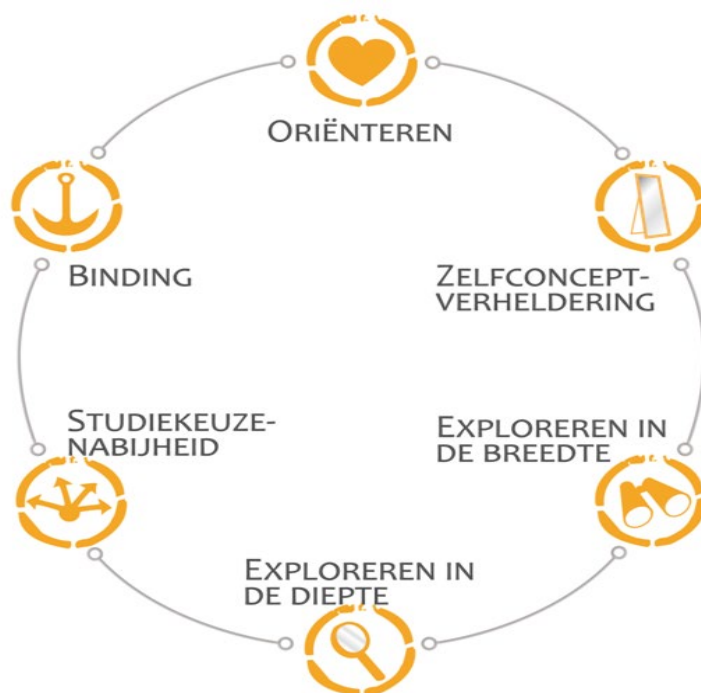 Oriënteren
Zelfconcept-
verheldering
Exploreren in
de breedte
Exploreren in
de diepte
Studiekeuze-
nabijheid
Binding